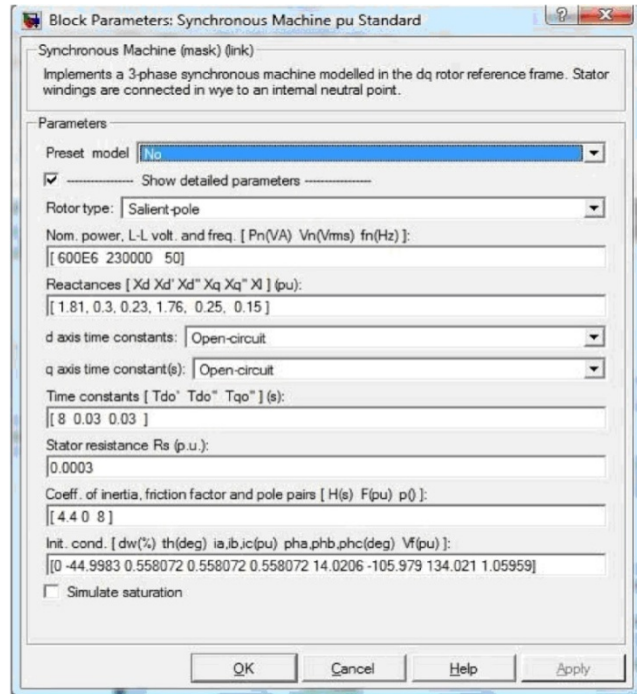 Block Parameters: Synchronous Machine pu Standard
Synchronous Machine (mask) (link)
Implements a 3-phase synchronous machine modelled in the dq rotor reference frame. Stator
windings are connected in wye to an internal neutral point.
Parameters
Preset model No
---------------- Show detailed parameters ----------------
Rotor type: Salient-pole
Nom. power, L-L volt. and freq. [ Pn(VA) Vn(Vrms) fn(Hz) ]:
[ 600E6 230000 50]
Reactances [ Xd Xd' Xd'' Xq Xq'' Xl ] (pu):
[ 1.81, 0.3, 0.23, 1.76, 0.25, 0.15 ]
d axis time constants: Open-circuit
q axis time constant(s): Open-circuit
Time constants [ Tdo' Tdo'' Tqo'' ] (s):
[ 8 0.03 0.03 ]
Stator resistance Rs (p.u.):
0.0003
Coeff. of inertia, friction factor and pole pairs [ H(s) F(pu) p() ]:
[ 4.4 0 8 ]
Init. cond. [ dw(%) th(deg) ia,ib,ic(pu) pha,phb,phc(deg) Vf(pu) ]:
[0 -44.9983 0.558072 0.558072 0.558072 14.0206 -105.979 134.021 1.05959]
Simulate saturation
OK Cancel Help Apply